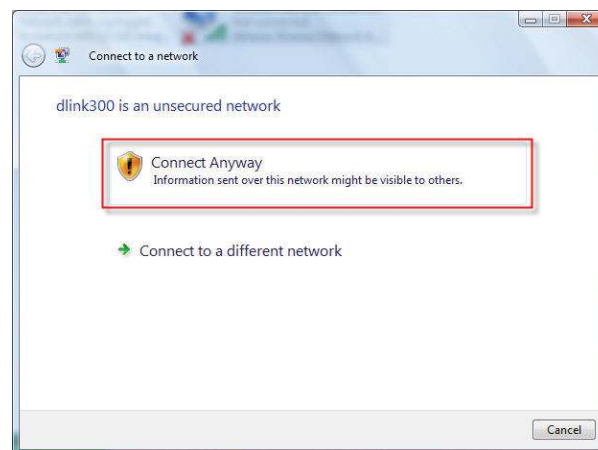 Connect to a network
dlink300 is an unsecured network
Connect Anyway
Information sent over this network might be visible to others.
Connect to a different network
Cancel